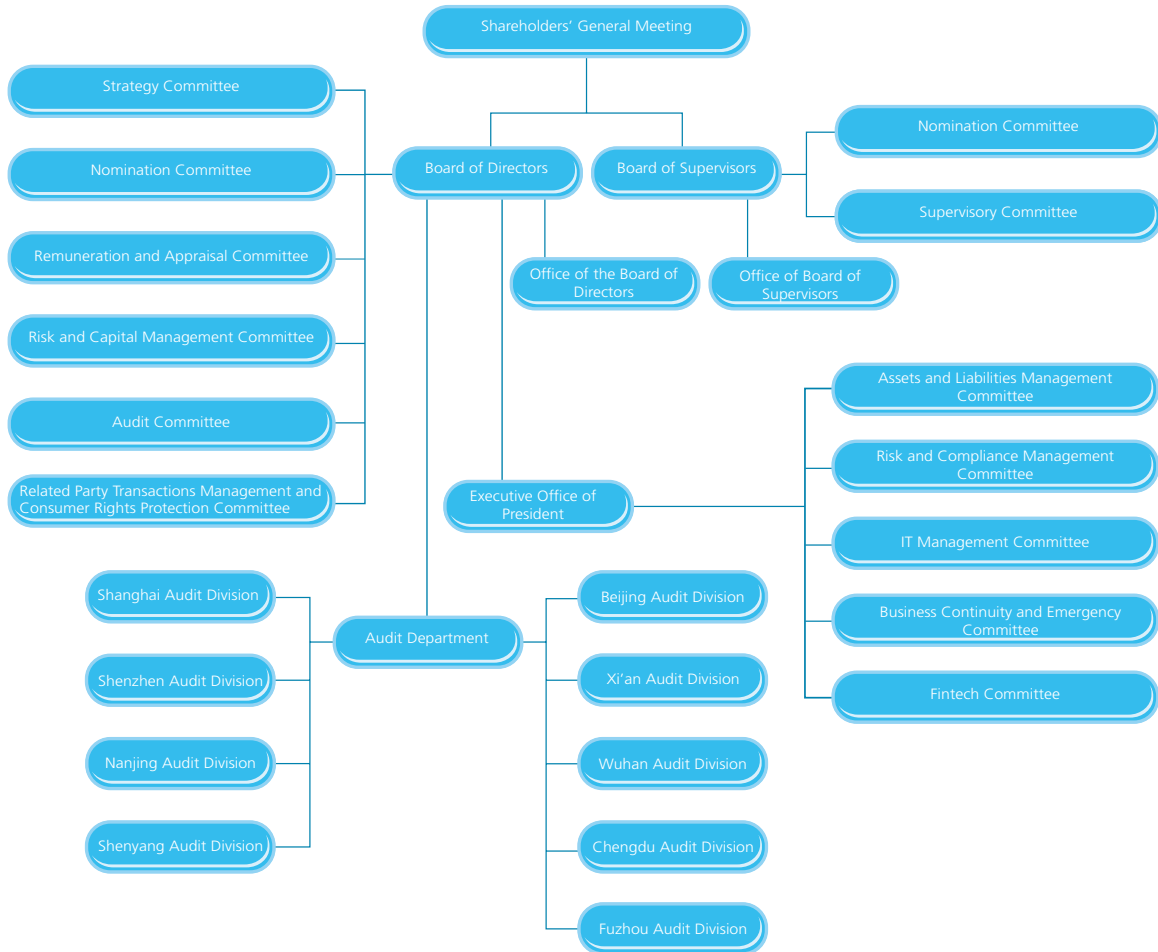 Shareholders’ General Meeting
Strategy Committee
Nomination Committee
Remuneration and Appraisal Committee
Risk and Capital Management Committee
Audit Committee
Related Party Transactions Management and
Consumer Rights Protection Committee
Board of Directors
Board of Supervisors
Nomination Committee
Supervisory Committee
Office of the Board of
Directors
Office of Board of
Supervisors
Executive Office of
President
Assets and Liabilities Management
Committee
Risk and Compliance Management
Committee
IT Management Committee
Business Continuity and Emergency
Committee
Fintech Committee
Audit Department
Shanghai Audit Division
Shenzhen Audit Division
Nanjing Audit Division
Shenyang Audit Division
Beijing Audit Division
Xi’an Audit Division
Wuhan Audit Division
Chengdu Audit Division
Fuzhou Audit Division